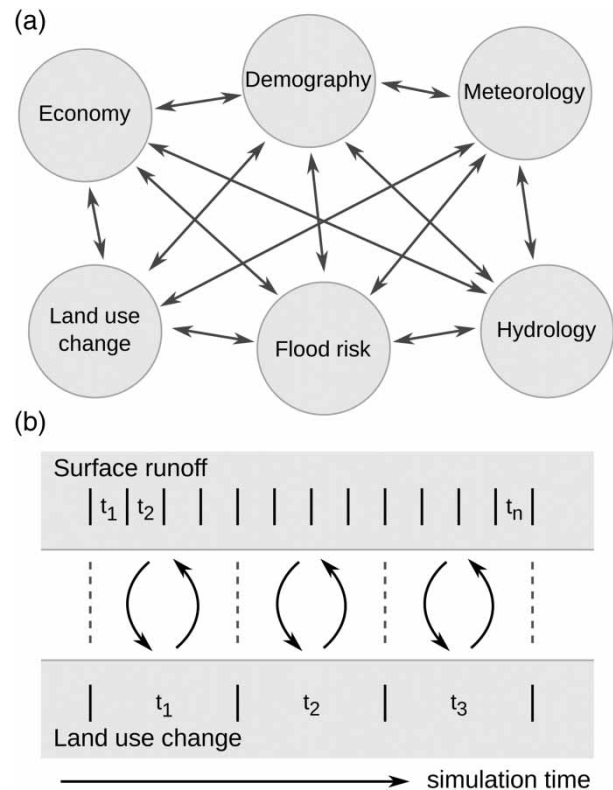 (a)
Economy
Demography
Meteorology
Land use
change
Flood risk
Hydrology
(b)
Surface runoff
t1 t2 tn
t1 t2 t3
Land use change
simulation time